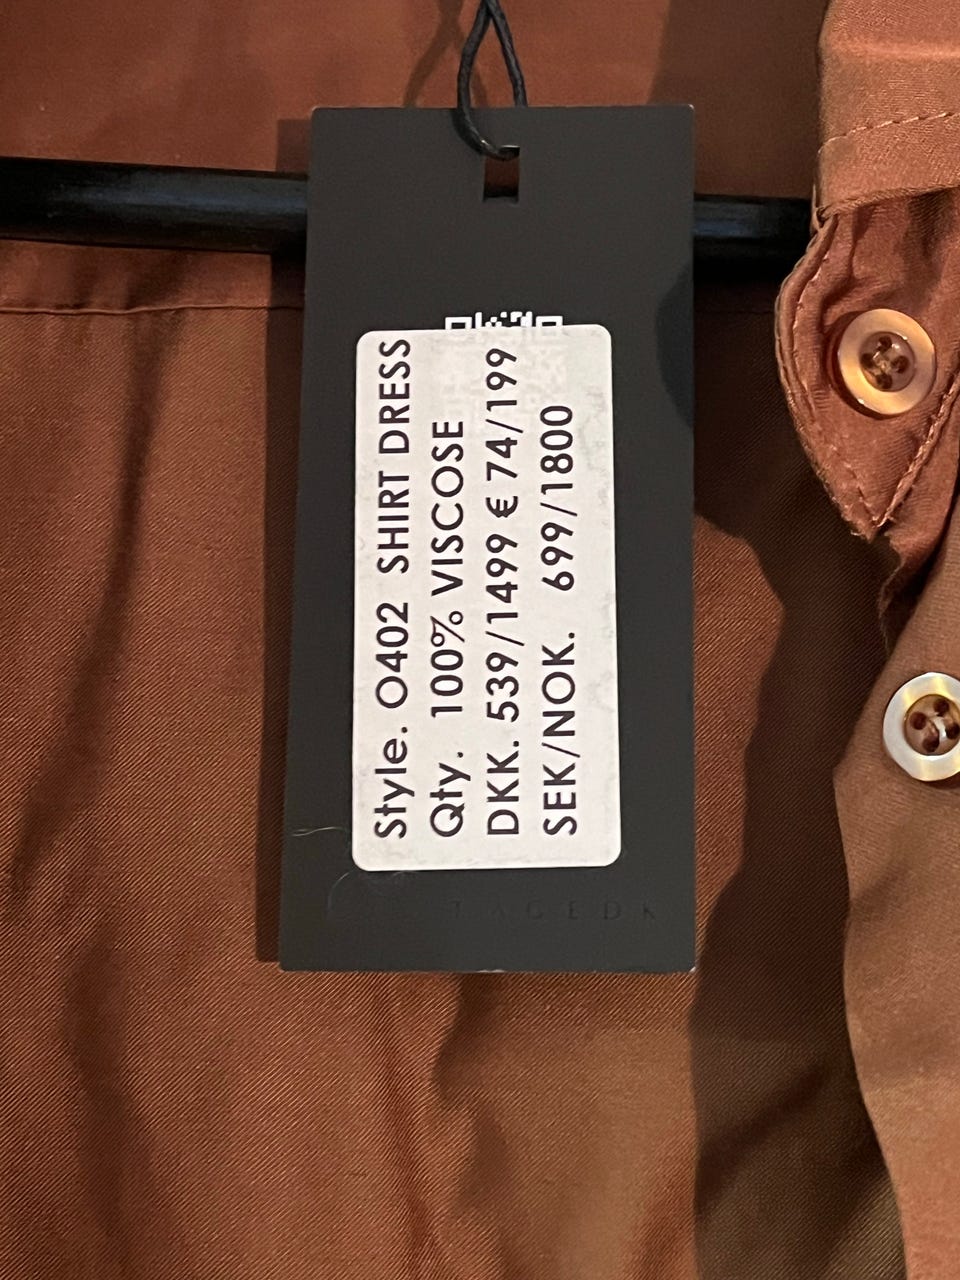 Style. O402 SHIRT DRESS
Qty. 100% VISCOSE
DKK. 539/1499 € 74/199
SEK/NOK. 699/1800